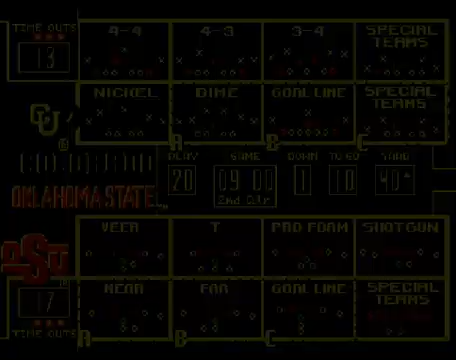 TIME OUTS
13
4-4
4-3
3-4
SPECIAL
TEAMS
NICKEL
DIME
GOAL LINE
SPECIAL
TEAMS
CU
A
B
C
COLORADO
PLAY
GAME
DOWN
TO GO
YARD
20
09 00
1
10
2nd Qtr
OKLAHOMA STATE
VEER
T
PRO FORM
SHOTGUN
NEAR
FAR
GOAL LINE
SPECIAL
TEAMS
17
TIME OUTS
A
B
C